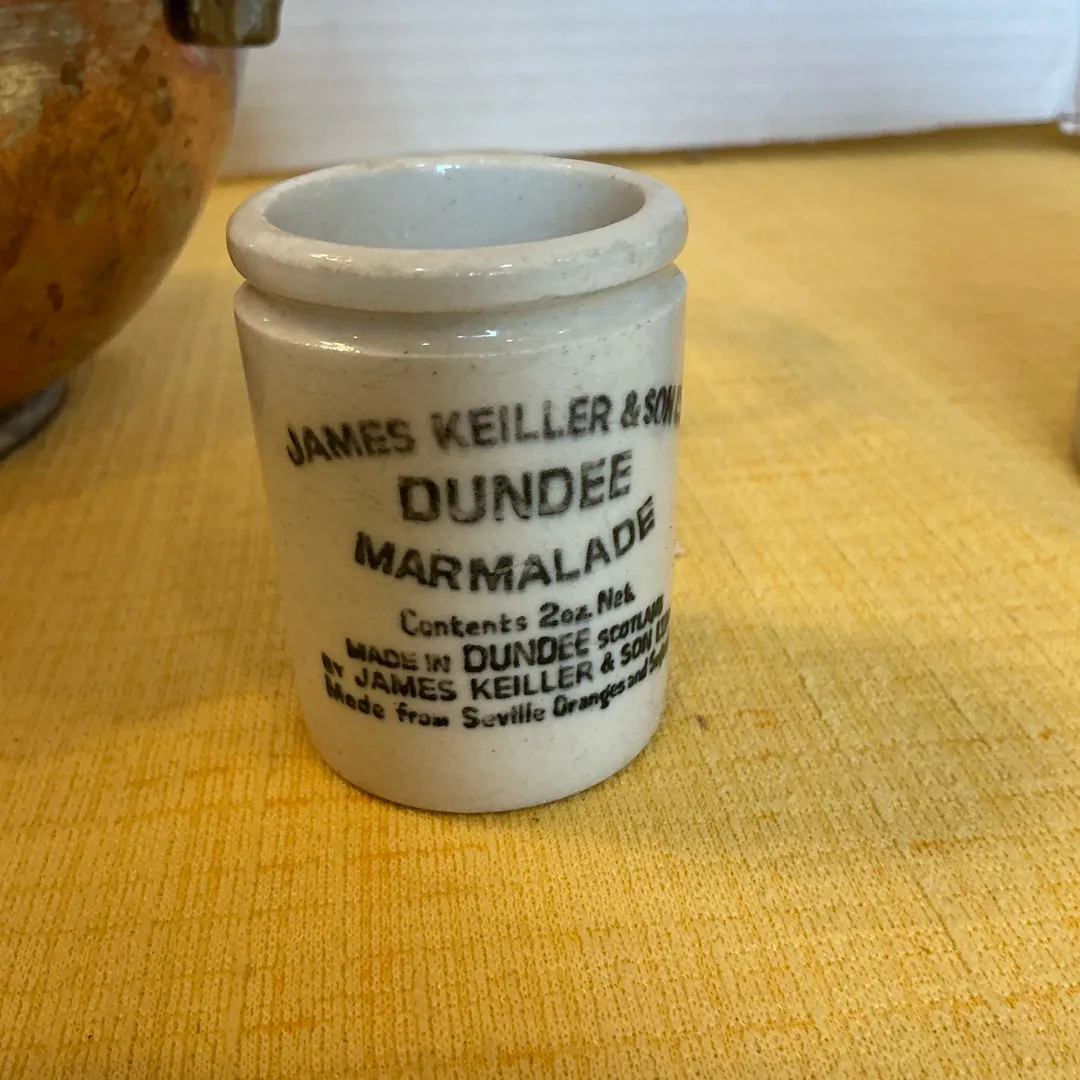 JAMES KEILLER & SON
DUNDEE
MARMALADE
Contents 2oz. Net.
MADE IN DUNDEE SCOTLAND
BY JAMES KEILLER & SON LTD
Made from Seville Oranges and